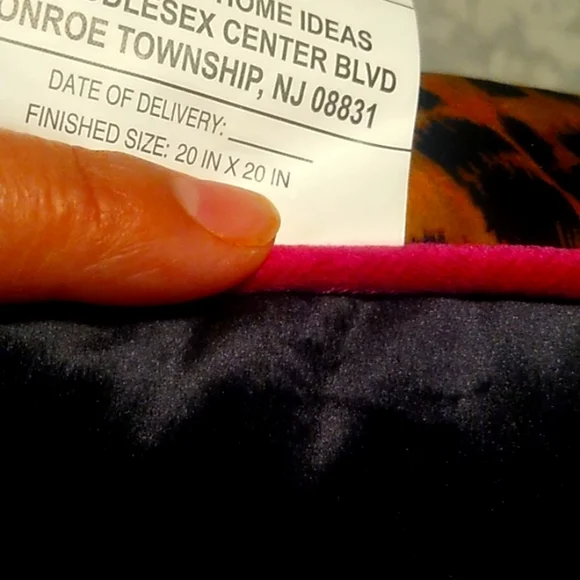 HOME IDEAS
DLESEX CENTER BLVD
ONROE TOWNSHIP, NJ 08831
DATE OF DELIVERY:
FINISHED SIZE: 20 IN X 20 IN